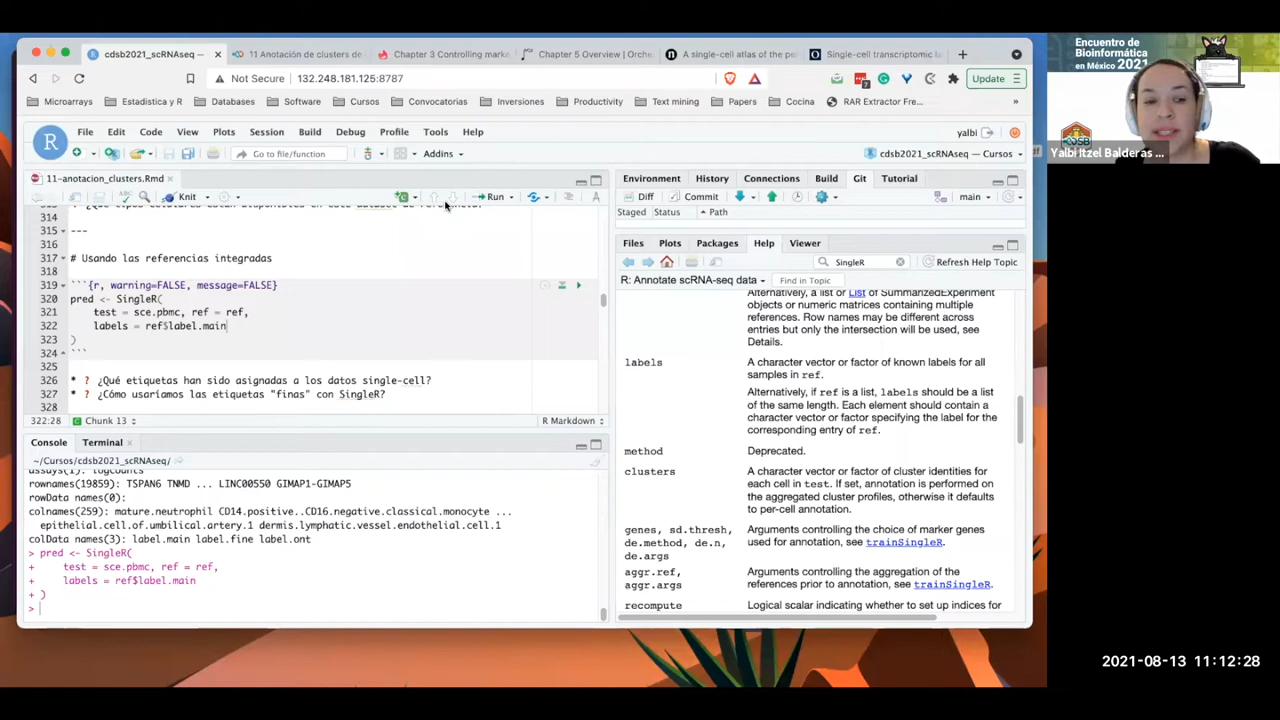 cdsb2021_scRNAseq —
11 Anotación de clusters de
Chapter 3 Controlling marke
Chapter 5 Overview | Orche
A single-cell atlas of the pe
Single-cell transcriptomic la
Not Secure
132.248.181.125:8787
Update
Microarrays
Estadistica y R
Databases
Software
Cursos
Convocatorias
Inversiones
Productivity
Text mining
Papers
Cocina
RAR Extractor Fre...
»
R
File
Edit
Code
View
Plots
Session
Build
Debug
Profile
Tools
Help
yalbi
Go to file/function
Addins
cdsb2021_scRNAseq — Cursos
11-anotacion_clusters.Rmd
Knit
Run
314
315 ---
316
317 # Usando las referencias integradas
318
319 ```{r, warning=FALSE, message=FALSE}
320 pred <- SingleR(
321 test = sce.pbmc, ref = ref,
322 labels = ref$label.main
323 )
324 ```
325
326 * ? ¿Qué etiquetas han sido asignadas a los datos single-cell?
327 * ? ¿Cómo usaríamos las etiquetas "finas" con SingleR?
328
322:28
Chunk 13
R Markdown
Console
Terminal
~/Cursos/cdsb2021_scRNAseq/
assays(1): logcounts
rownames(19859): TSPAN6 TNMD ... LINC00550 GIMAP1-GIMAP5
rowData names(0):
colnames(259): mature.neutrophil CD14.positive..CD16.negative.classical.monocyte ...
epithelial.cell.of.umbilical.artery.1 dermis.lymphatic.vessel.endothelial.cell.1
colData names(3): label.main label.fine label.ont
> pred <- SingleR(
+ test = sce.pbmc, ref = ref,
+ labels = ref$label.main
+ )
>
Environment
History
Connections
Build
Git
Tutorial
Diff
Commit
main
Staged
Status
Path
Files
Plots
Packages
Help
Viewer
SingleR
Refresh Help Topic
R: Annotate scRNA-seq data
Find in Topic
Alternatively, a list or List of SummarizedExperiment
objects or numeric matrices containing multiple
references. Row names may be different across
entries but only the intersection will be used, see
Details.
labels
A character vector or factor of known labels for all
samples in ref.
Alternatively, if ref is a list, labels should be a list
of the same length. Each element should contain a
character vector or factor specifying the label for the
corresponding entry of ref.
method
Deprecated.
clusters
A character vector or factor of cluster identities for
each cell in test. If set, annotation is performed on
the aggregated cluster profiles, otherwise it defaults
to per-cell annotation.
genes, sd.thresh,
de.method, de.n,
de.args
Arguments controlling the choice of marker genes
used for annotation, see trainSingleR.
aggr.ref,
aggr.args
Arguments controlling the aggregation of the
references prior to annotation, see trainSingleR.
recompute
Logical scalar indicating whether to set up indices for
Encuentro de
Bioinformática
en México 2021
Yalbi Itzel Balderas ...
2021-08-13 11:12:28